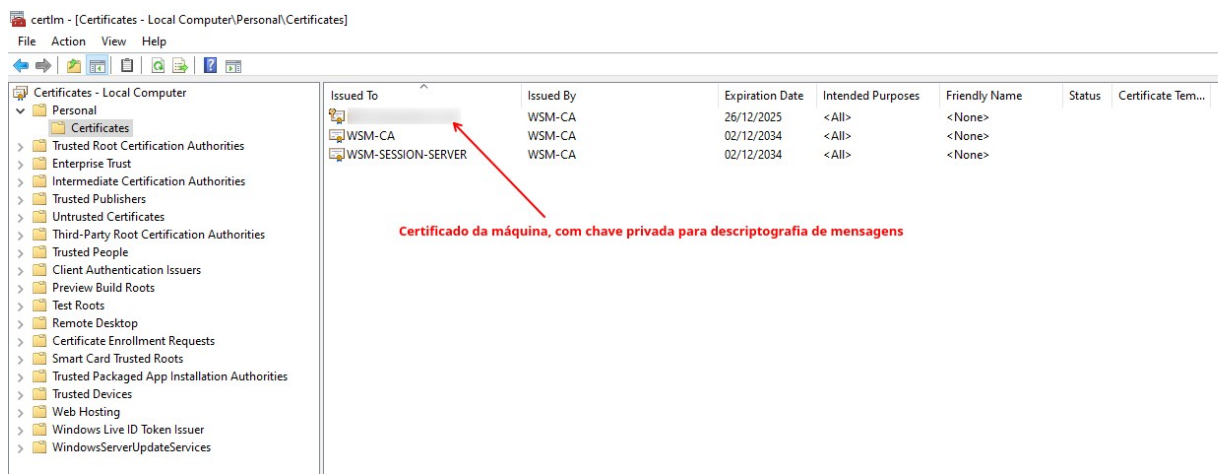 certlm - [Certificates - Local Computer\Personal\Certificates]
File Action View Help
Certificates - Local Computer
Personal
Certificates
Trusted Root Certification Authorities
Enterprise Trust
Intermediate Certification Authorities
Trusted Publishers
Untrusted Certificates
Third-Party Root Certification Authorities
Trusted People
Client Authentication Issuers
Preview Build Roots
Test Roots
Remote Desktop
Certificate Enrollment Requests
Smart Card Trusted Roots
Trusted Packaged App Installation Authorities
Trusted Devices
Web Hosting
Windows Live ID Token Issuer
WindowsServerUpdateServices
Issued To Issued By Expiration Date Intended Purposes Friendly Name Status Certificate Tem...
WSM-CA 26/12/2025 <All> <None>
WSM-CA WSM-CA 02/12/2034 <All> <None>
WSM-SESSION-SERVER WSM-CA 02/12/2034 <All> <None>
Certificado da máquina, com chave privada para descriptografia de mensagens